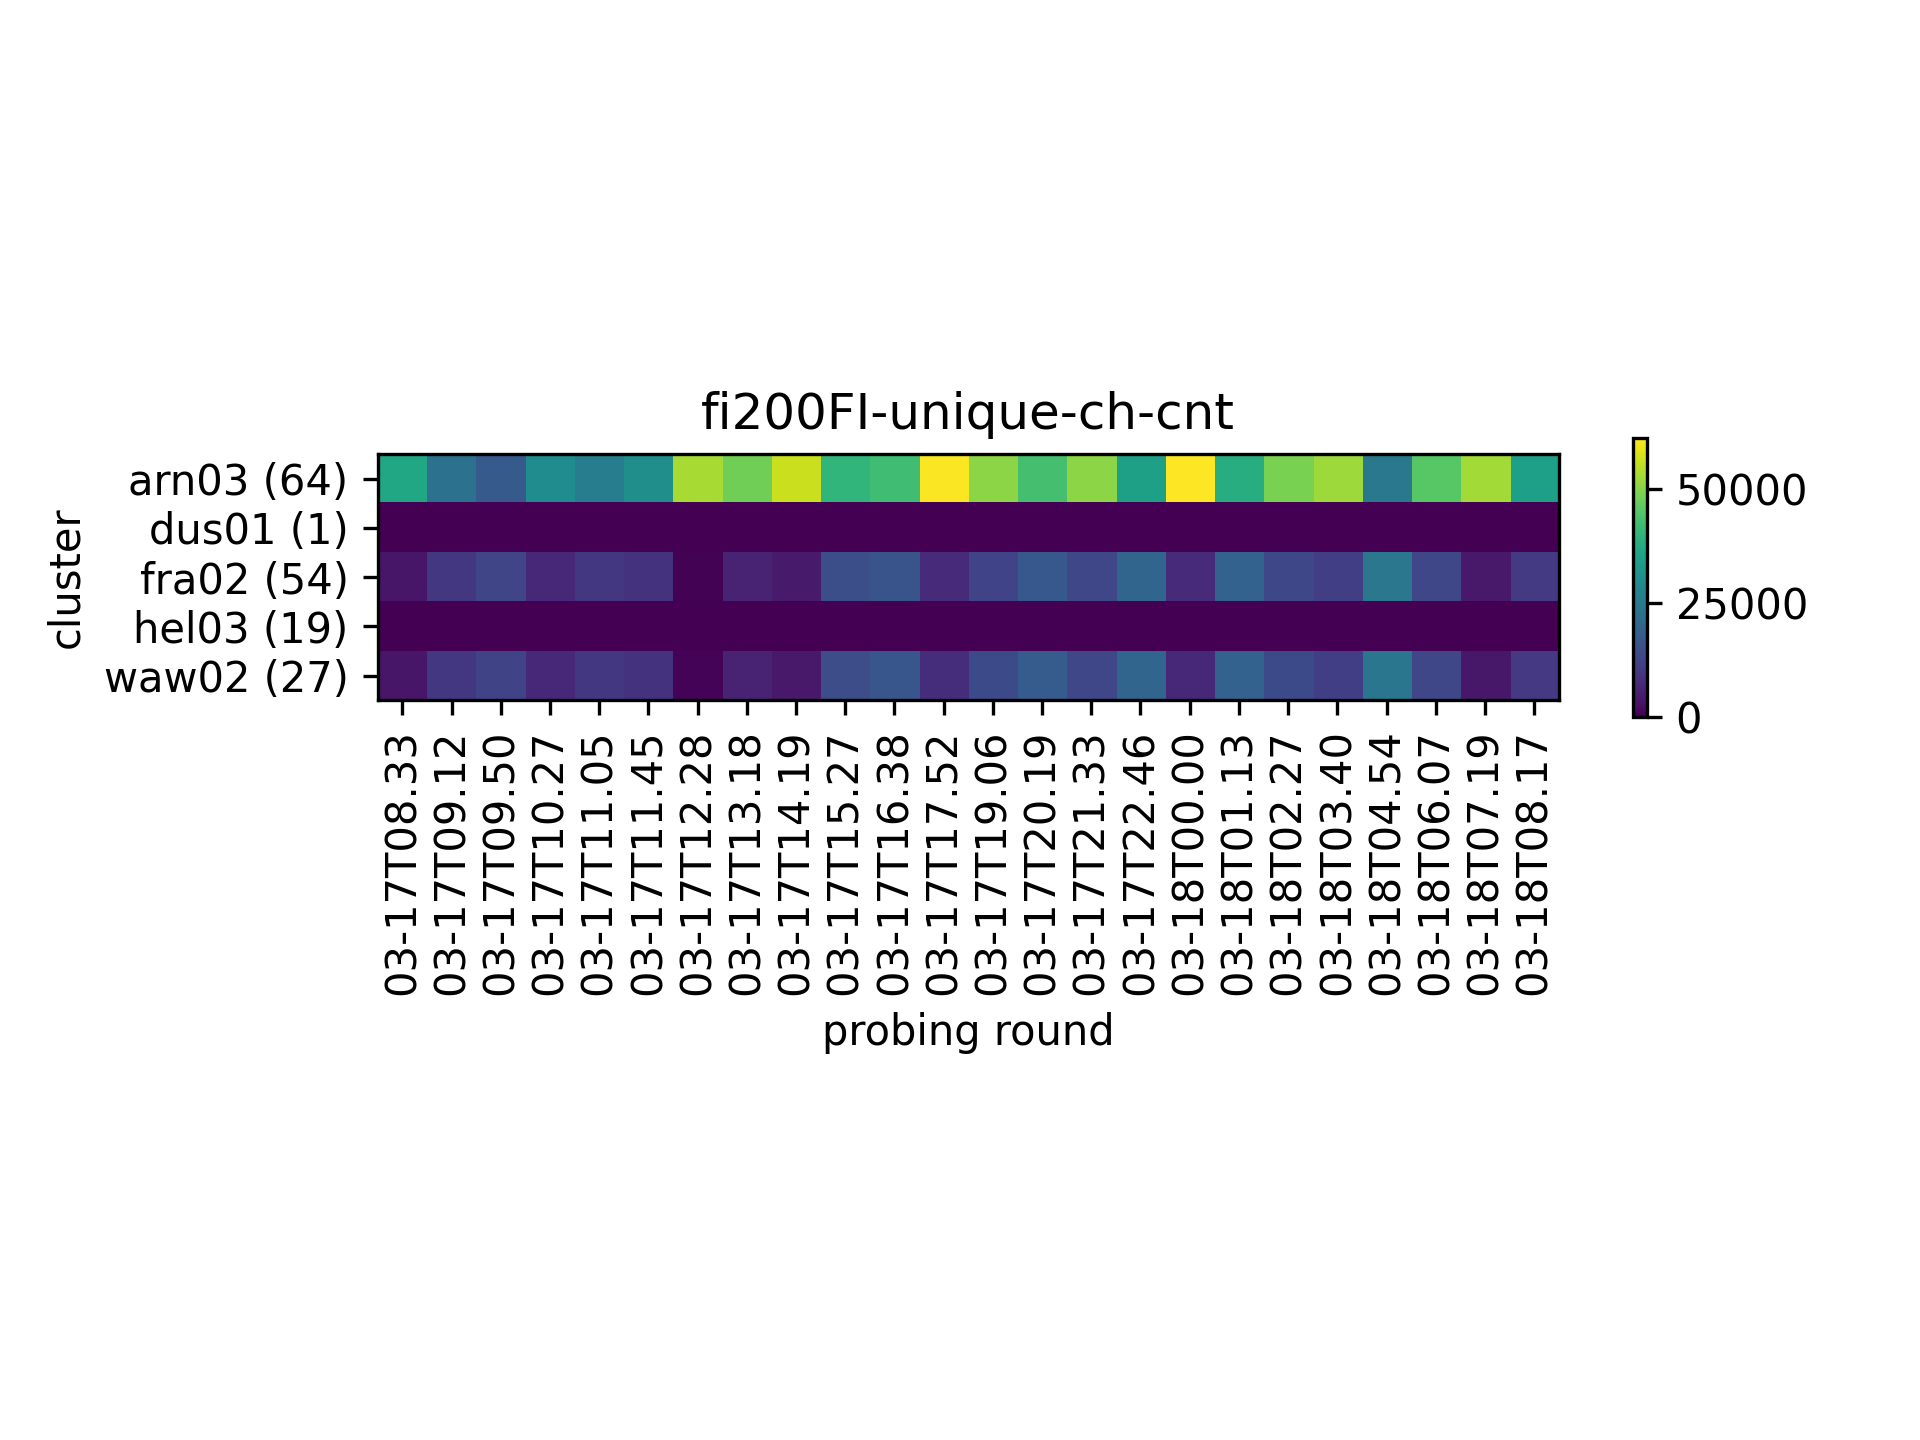 fi200FI-unique-ch-cnt
cluster
arn03 (64)
dus01 (1)
fra02 (54)
hel03 (19)
waw02 (27)
50000
25000
0
03-17T08.33
03-17T09.12
03-17T09.50
03-17T10.27
03-17T11.05
03-17T11.45
03-17T12.28
03-17T13.18
03-17T14.19
03-17T15.27
03-17T16.38
03-17T17.52
03-17T19.06
03-17T20.19
03-17T21.33
03-17T22.46
03-18T00.00
03-18T01.13
03-18T02.27
03-18T03.40
03-18T04.54
03-18T06.07
03-18T07.19
03-18T08.17
probing round